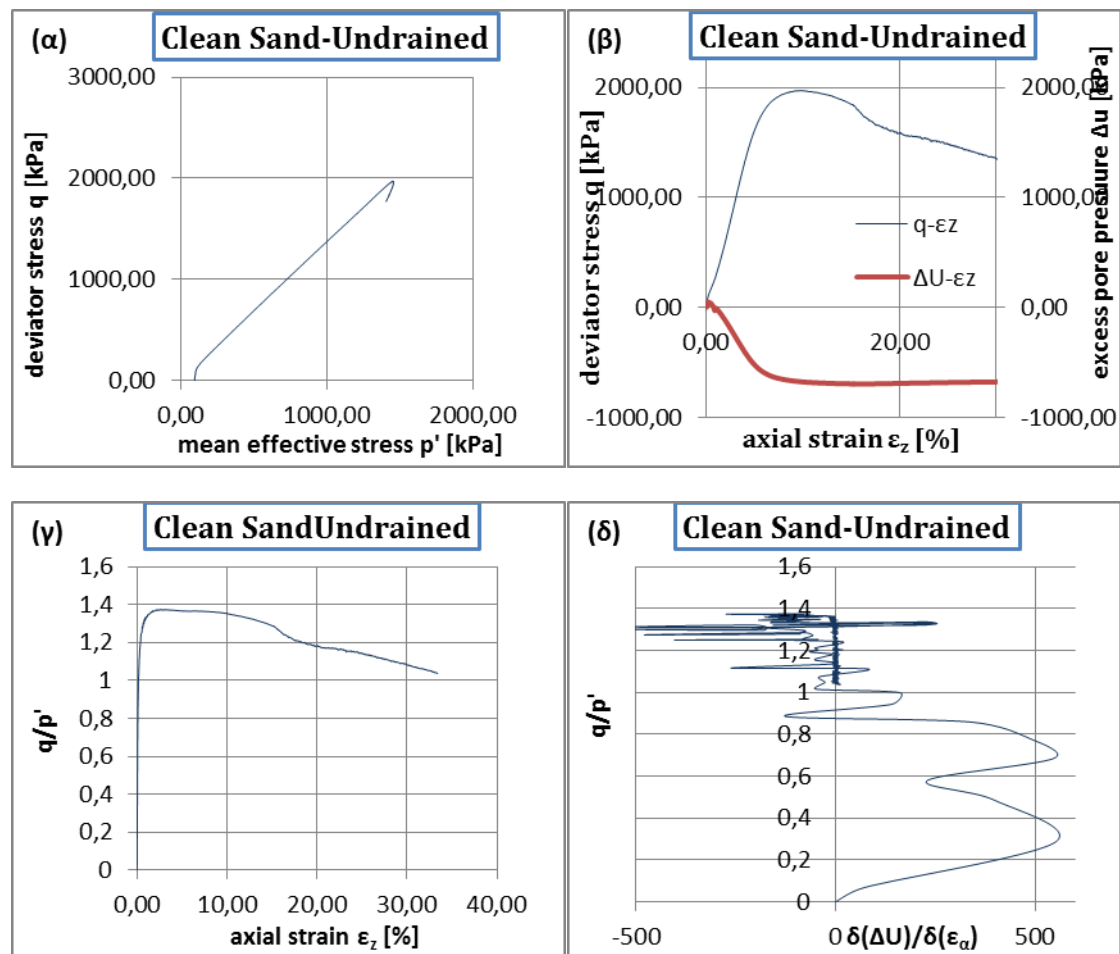 (α)
Clean Sand-Undrained
3000,00
2000,00
1000,00
0,00
deviator stress q [kPa]
0,00 1000,00 2000,00
mean effective stress p' [kPa]
(β)
Clean Sand-Undrained
2000,00
1000,00
0,00
-1000,00
deviator stress q [kPa]
q-εz
ΔU-εz
0,00 20,00
2000,00
1000,00
0,00
-1000,00
excess pore pressure Δu [kPa]
axial strain εz [%]
(γ)
Clean SandUndrained
1,6
1,4
1,2
1
0,8
0,6
0,4
0,2
0
q/p'
0,00 10,00 20,00 30,00 40,00
axial strain εz [%]
(δ)
Clean Sand-Undrained
1,6
1,4
1,2
1
0,8
0,6
0,4
0,2
0
q/p'
-500 0 500
δ(ΔU)/δ(εα)